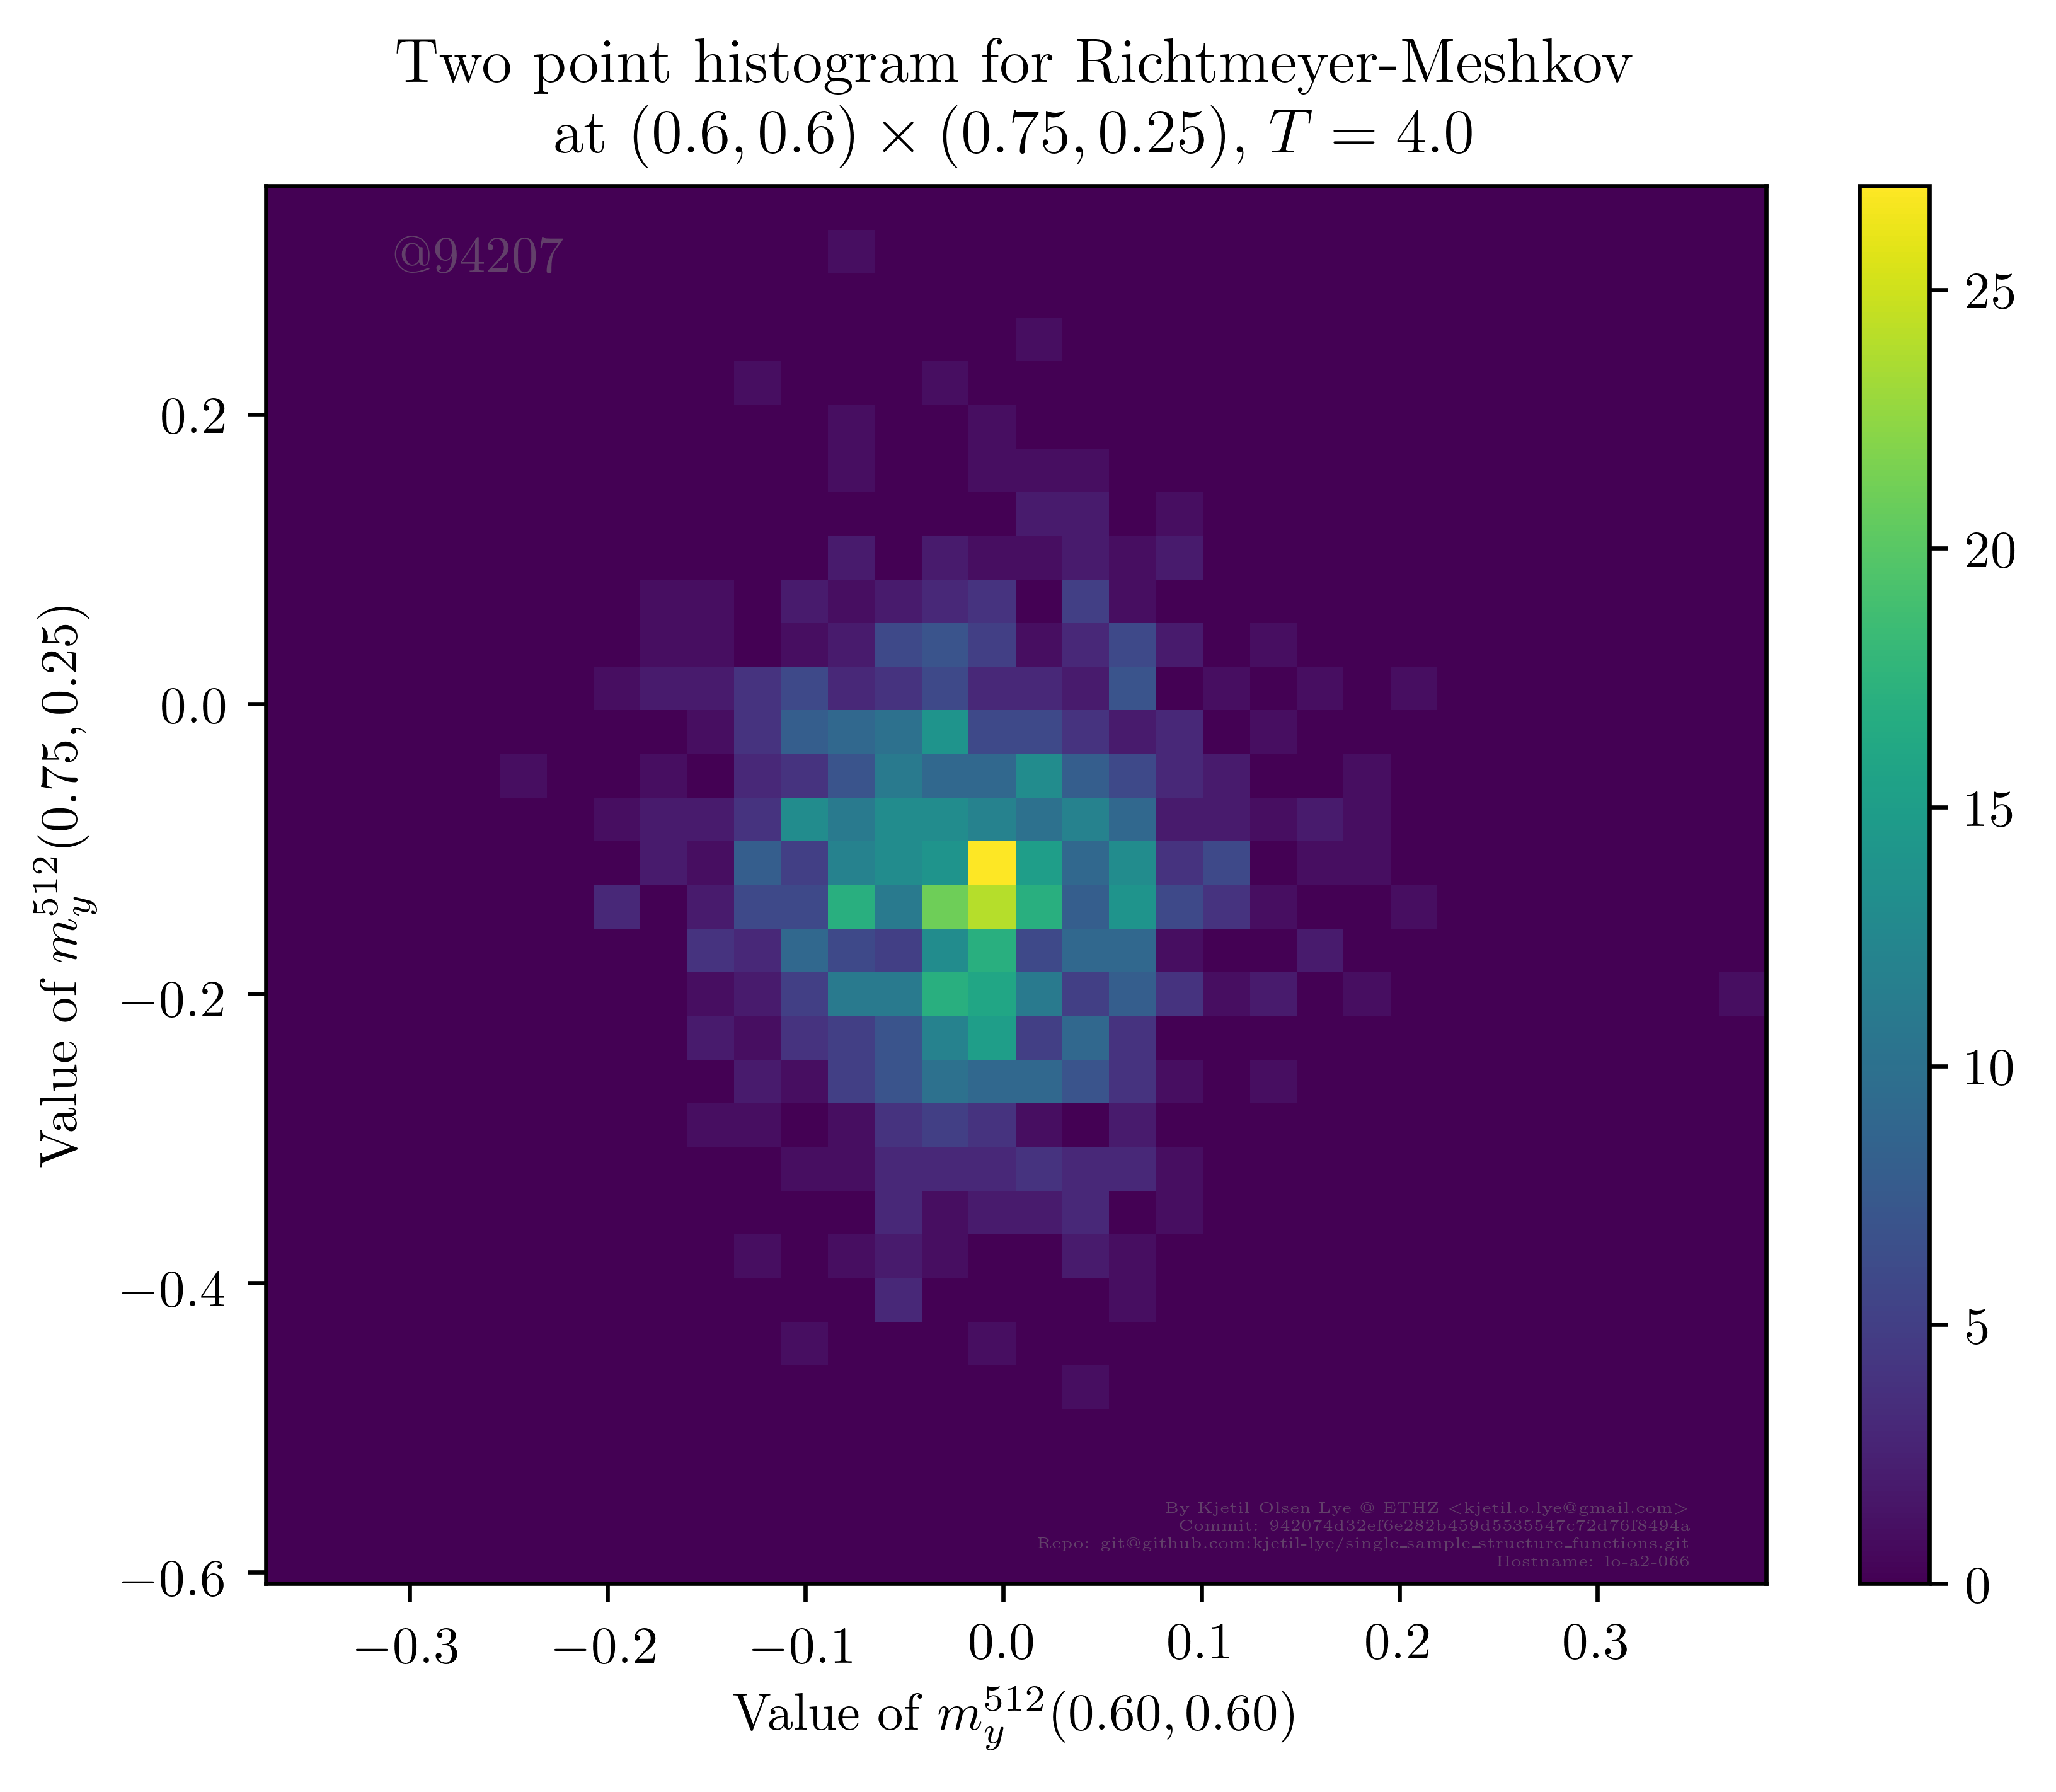 Two point histogram for Richtmeyer-Meshkov
at (0.6, 0.6) × (0.75, 0.25), T = 4.0
@94207
25
20
15
10
5
0
0.2
0.0
−0.2
−0.4
−0.6
Value of m_y^512(0.75, 0.25)
By Kjetil Olsen Lye @ ETHZ <kjetil.o.lye@gmail.com>
Commit: 942074d32ef6e282b459d5535547c72d76f8494a
Repo: git@github.com:kjetil-lye/single_sample_structure_functions.git
Hostname: lo-a2-066
−0.3 −0.2 −0.1 0.0 0.1 0.2 0.3
Value of m_y^512(0.60, 0.60)